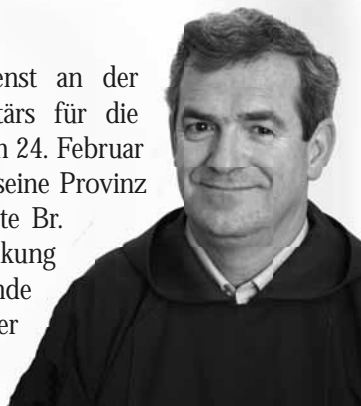 enst an der
tärs für die
n 24. Februar
seine Provinz
te Br.
kung
nde
er